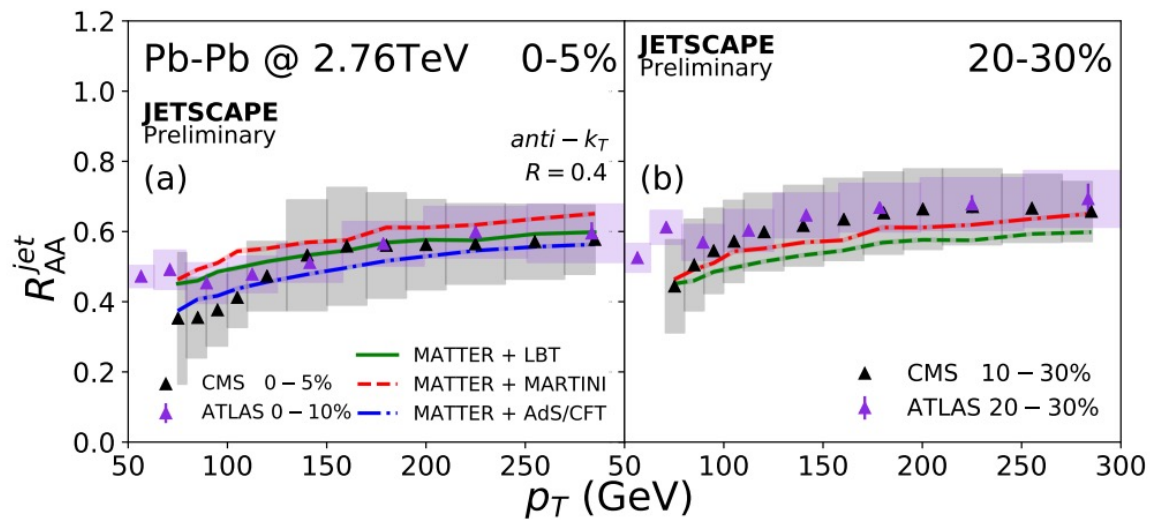 1.2
1.0
0.8
0.6
0.4
0.2
0.0
R_AA^jet
Pb-Pb @ 2.76TeV 0-5%
JETSCAPE
Preliminary
anti − k_T
R = 0.4
(a)
MATTER + LBT
MATTER + MARTINI
MATTER + AdS/CFT
CMS 0 − 5%
ATLAS 0 − 10%
JETSCAPE
Preliminary
20-30%
(b)
CMS 10 − 30%
ATLAS 20 − 30%
50 100 150 200 250 50 100 150 200 250 300
p_T (GeV)